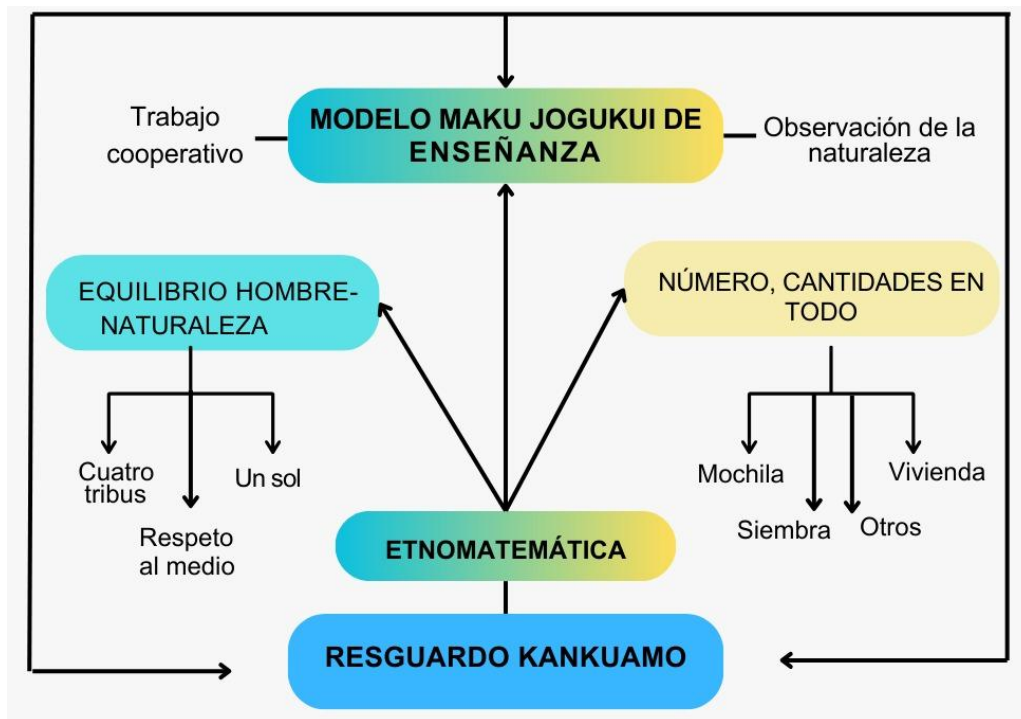 MODELO MAKU JOGUKUI DE
ENSEÑANZA
Trabajo
cooperativo
Observación de la
naturaleza
EQUILIBRIO HOMBRE-
NATURALEZA
NÚMERO, CANTIDADES EN
TODO
Cuatro
tribus
Un sol
Respeto
al medio
Mochila
Vivienda
Siembra
Otros
ETNOMATEMÁTICA
RESGUARDO KANKUAMO